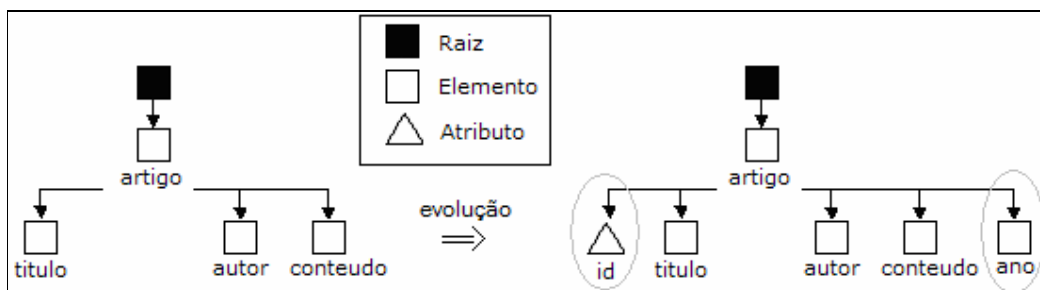 Raiz
Elemento
Atributo
artigo
titulo
autor
conteudo
evolução
artigo
id
titulo
autor
conteudo
ano